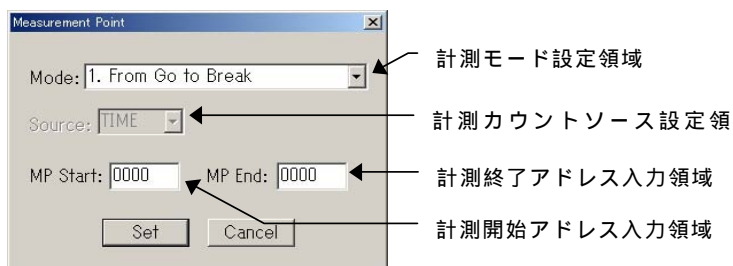 Measurement Point
Mode: 1. From Go to Break
計測モード設定領域
Source: TIME
計測カウントソース設定領
MP Start: 0000 MP End: 0000
計測終了アドレス入力領域
計測開始アドレス入力領域
Set Cancel